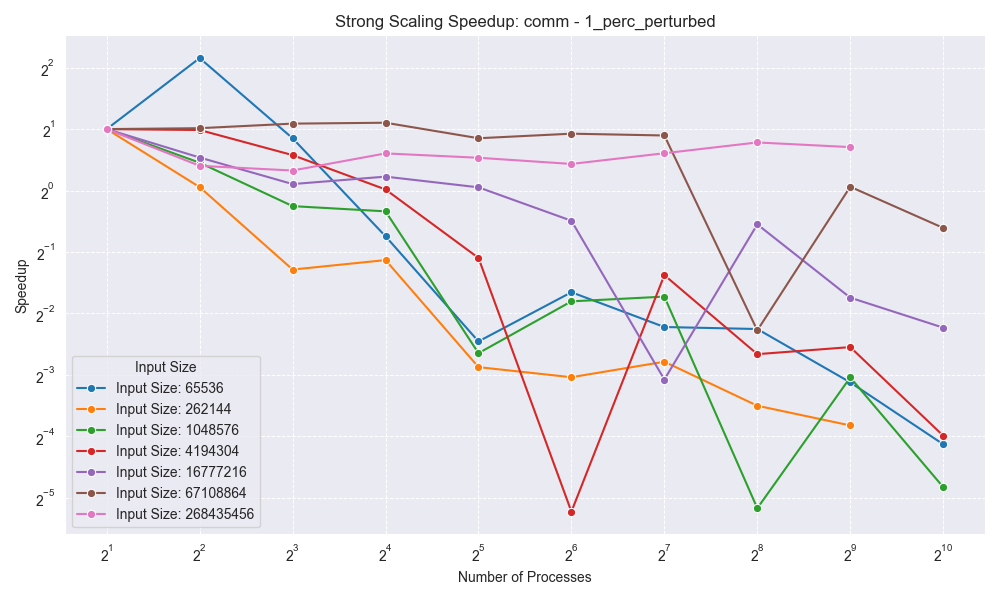 Strong Scaling Speedup: comm - 1_perc_perturbed
Speedup
2^2
2^1
2^0
2^-1
2^-2
2^-3
2^-4
2^-5
Input Size
Input Size: 65536
Input Size: 262144
Input Size: 1048576
Input Size: 4194304
Input Size: 16777216
Input Size: 67108864
Input Size: 268435456
2^1 2^2 2^3 2^4 2^5 2^6 2^7 2^8 2^9 2^10
Number of Processes